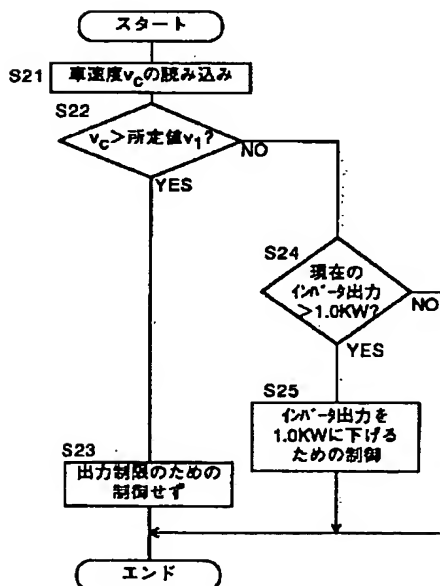 スタート
S21
車速度vCの読み込み
S22
vC>所定値v1?
NO
YES
S24
現在の
インバータ出力
>1.0KW?
NO
YES
S25
インバータ出力を
1.0KWに下げる
ための制御
S23
出力制限のための
制御せず
エンド